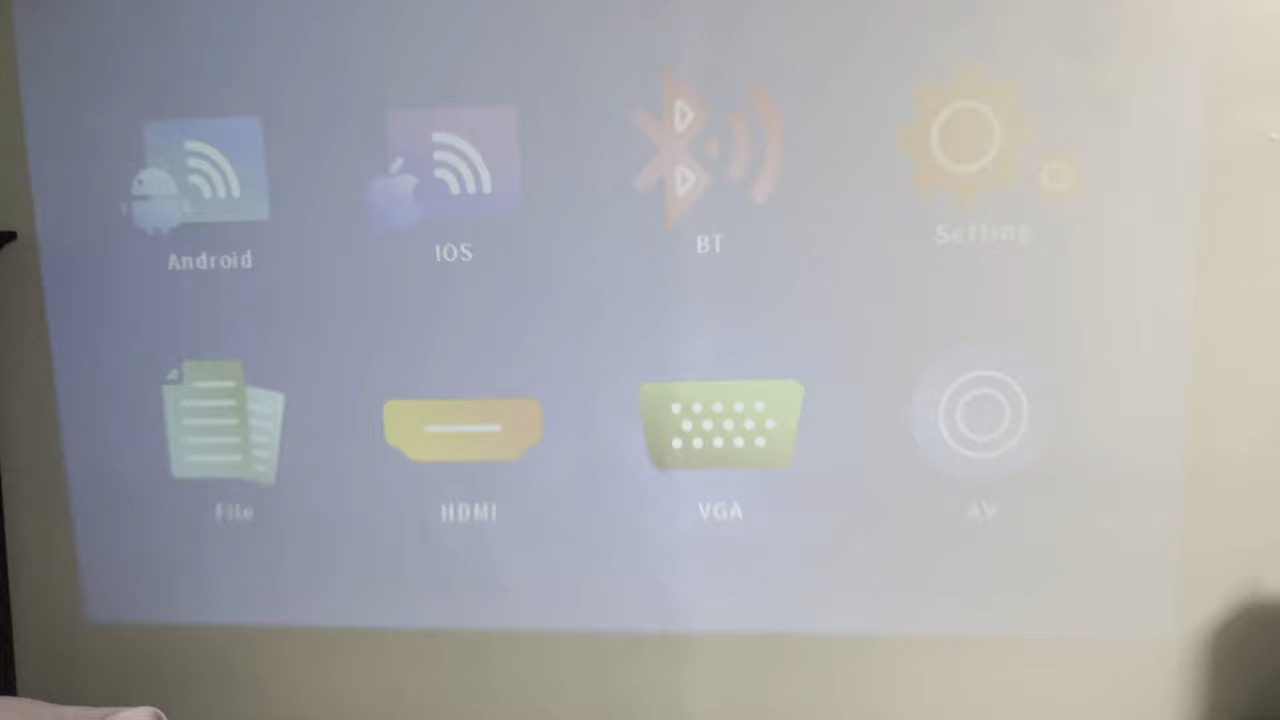 Android
IOS
BT
Setting
File
HDMI
VGA
AV